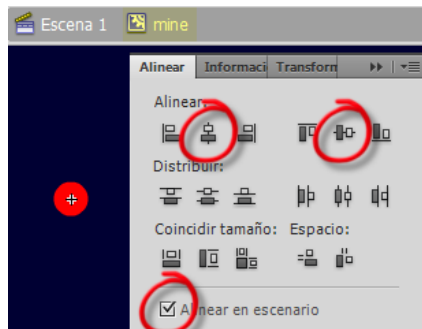 Escena 1 mine
Alinear Informaci Transform
Alinear:
Distribuir:
Coincidir tamaño: Espacio:
Alinear en escenario